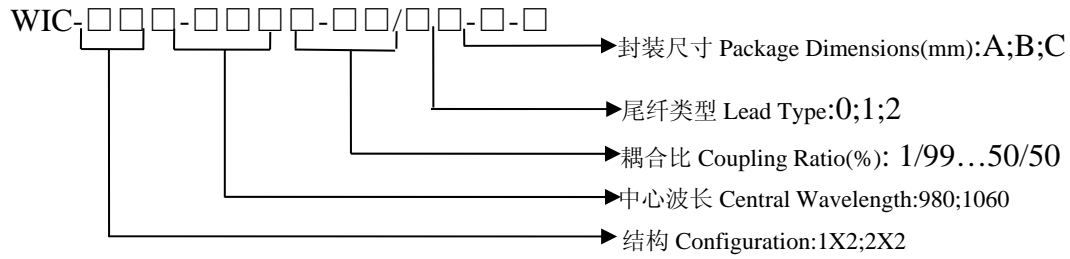 WIC-□□□-□□□□-□□/□□-□-□
封装尺寸 Package Dimensions(mm):A;B;C
尾纤类型 Lead Type:0;1;2
耦合比 Coupling Ratio(%): 1/99…50/50
中心波长 Central Wavelength:980;1060
结构 Configuration:1X2;2X2